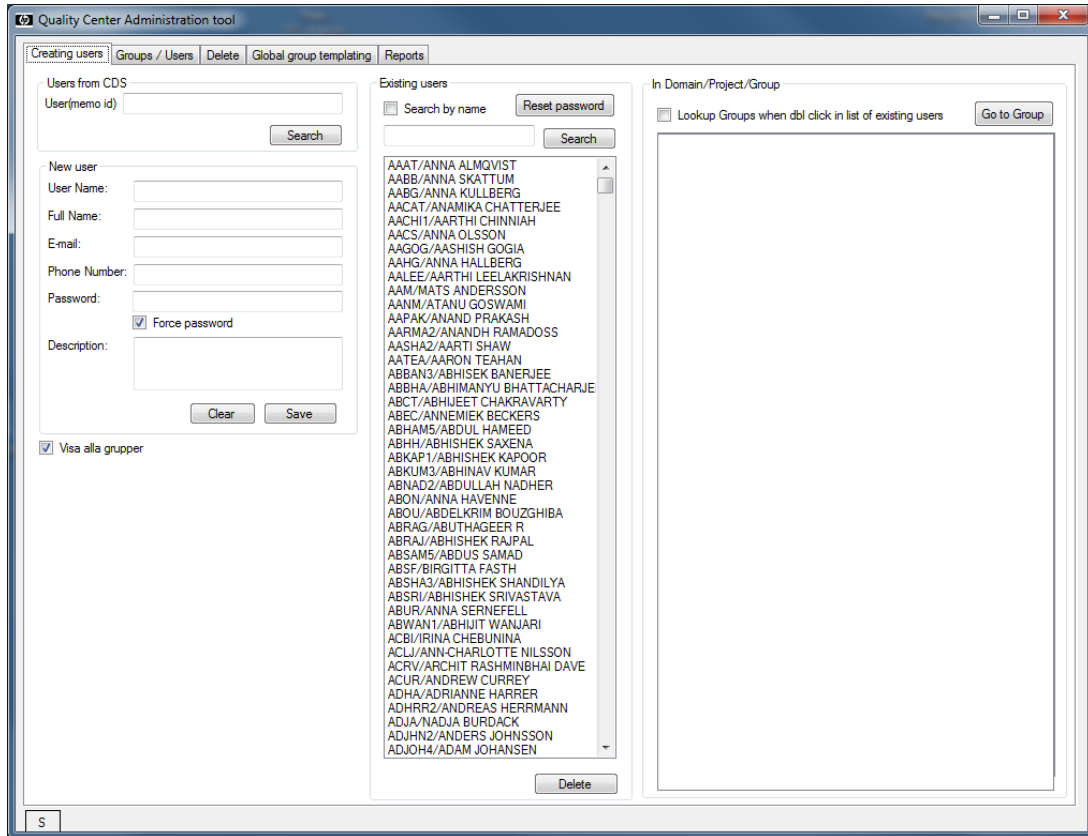 Quality Center Administration tool
Creating users Groups / Users Delete Global group templating Reports
Users from CDS
User(memo id)
Search
New user
User Name:
Full Name:
E-mail:
Phone Number:
Password:
Force password
Description:
Clear Save
Visa alla grupper
Existing users
Search by name Reset password
Search
AAAT/ANNA ALMQVIST
AABB/ANNA SKATTUM
AABG/ANNA KULLBERG
AACAT/ANAMIKA CHATTERJEE
AACHI1/AARTHI CHINNIAH
AACS/ANNA OLSSON
AAGOG/AASHISH GOGIA
AAHG/ANNA HALLBERG
AALEE/AARTHI LEELAKRISHNAN
AAM/MATS ANDERSSON
AANM/ATANU GOSWAMI
AAPAK/ANAND PRAKASH
AARMA2/ANANDH RAMADOSS
AASHA2/AARTI SHAW
AATEA/AARON TEAHAN
ABBAN3/ABHISEK BANERJEE
ABBHA/ABHIMANYU BHATTACHARJE
ABCT/ABHIJEET CHAKRAVARTY
ABEC/ANNEMIEK BECKERS
ABHAM5/ABDUL HAMEED
ABHH/ABHISHEK SAXENA
ABKAP1/ABHISHEK KAPOOR
ABKUM3/ABHINAV KUMAR
ABNAD2/ABDULLAH NADHER
ABON/ANNA HAVENNE
ABOU/ABDELKRIM BOUZGHIBA
ABRAG/ABUTHAGEER R
ABRAJ/ABHISHEK RAJPAL
ABSAM5/ABDUS SAMAD
ABSF/BIRGITTA FASTH
ABSHA3/ABHISHEK SHANDILYA
ABSRI/ABHISHEK SRIVASTAVA
ABUR/ANNA SERNEFELL
ABWAN1/ABHIJIT WANJARI
ACBI/IRINA CHEBUNINA
ACLJ/ANN-CHARLOTTE NILSSON
ACRV/ARCHIT RASHMINBHAI DAVE
ACUR/ANDREW CURREY
ADHA/ADRIANNE HARRER
ADHRR2/ANDREAS HERRMANN
ADJA/NADJA BURDACK
ADJHN2/ANDERS JOHNSSON
ADJOH4/ADAM JOHANSEN
Delete
In Domain/Project/Group
Lookup Groups when dbl click in list of existing users Go to Group
S